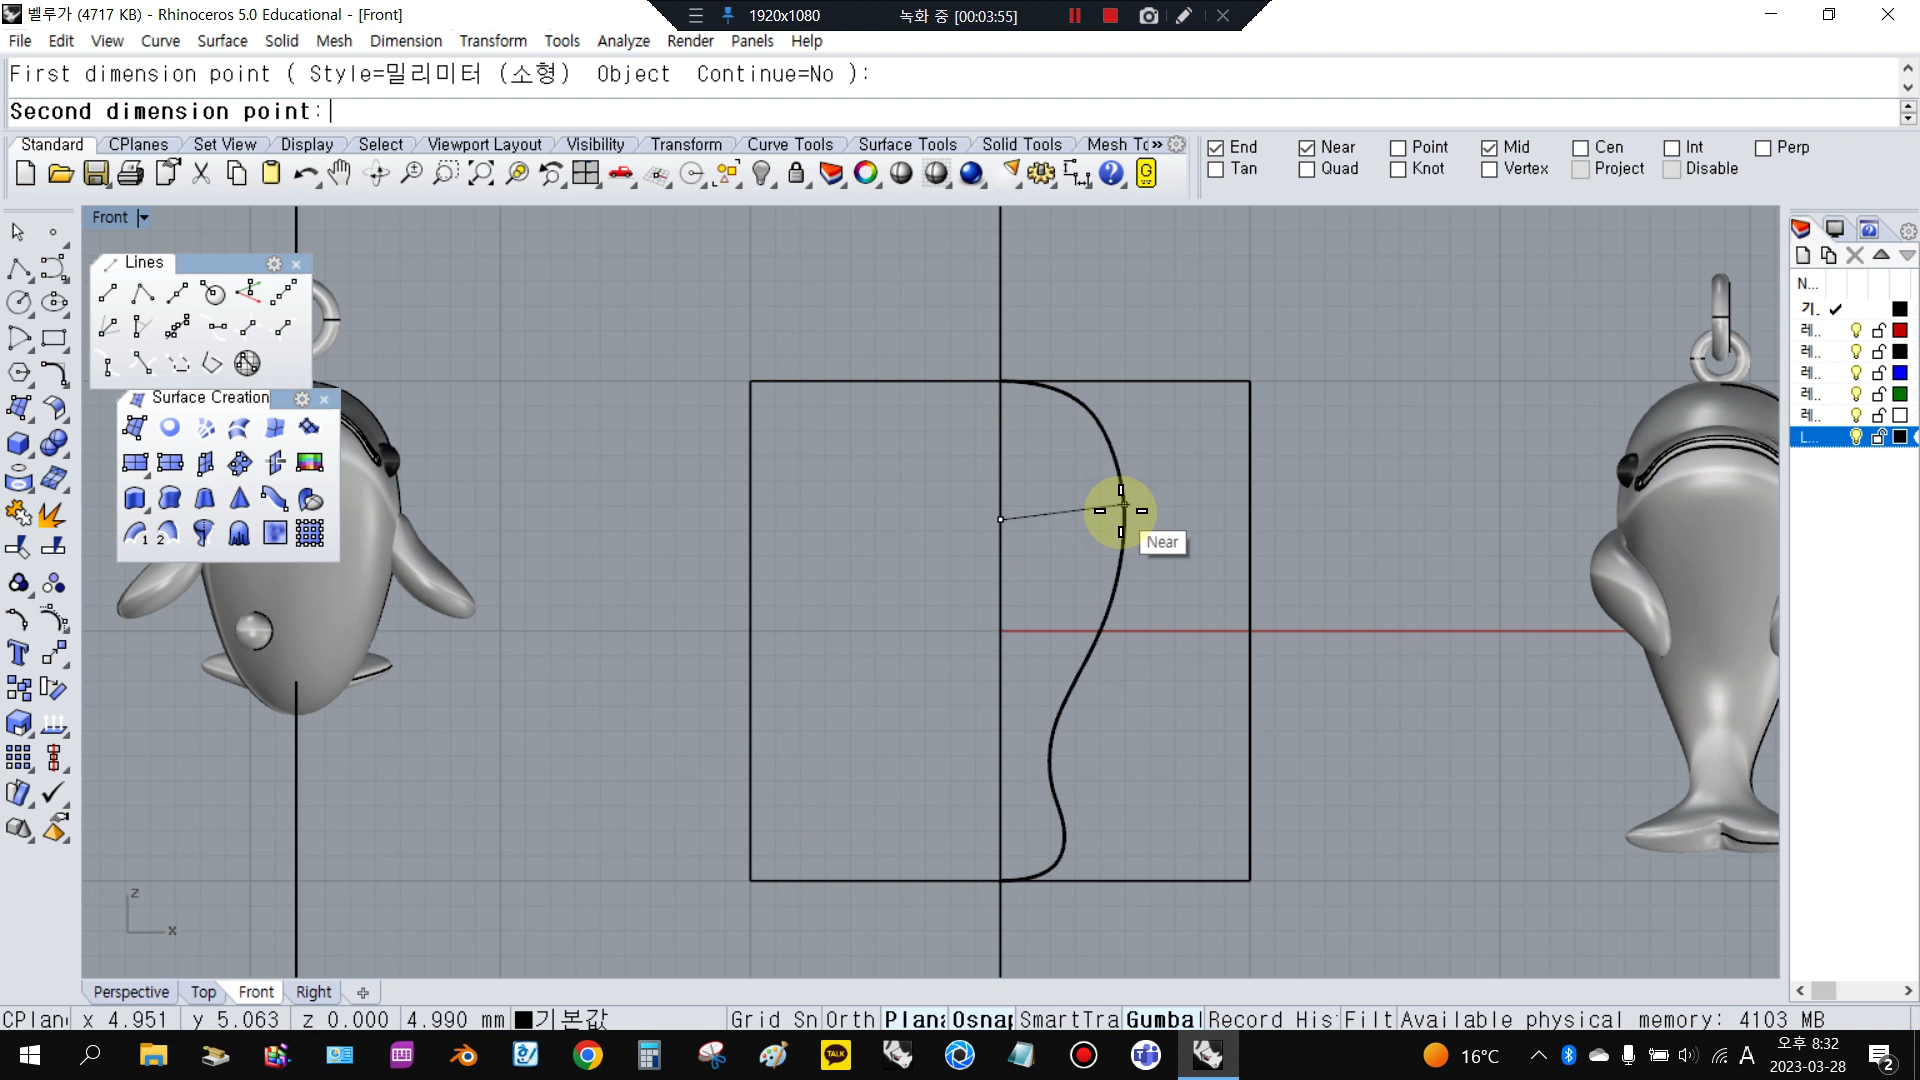 벨루가 (4717 KB) - Rhinoceros 5.0 Educational - [Front]
1920x1080
녹화 중 [00:03:55]
File Edit View Curve Surface Solid Mesh Dimension Transform Tools Analyze Render Panels Help
First dimension point ( Style=밀리미터 (소형) Object Continue=No ):
Second dimension point:
Standard CPlanes Set View Display Select Viewport Layout Visibility Transform Curve Tools Surface Tools Solid Tools Mesh To
End Near Point Mid Cen Int Perp
Tan Quad Knot Vertex Project Disable
Front
Lines
Surface Creation
N...
기.
레..
레..
레..
레..
레..
L...
Near
z
x
Perspective Top Front Right
CPlan x 4.951 y 5.063 z 0.000 4.990 mm 기본값 Grid Sn Orth Plana Osnap SmartTra Gumbal Record His Filt Available physical memory: 4103 MB
TALK
16°C
A
오후 8:32
2023-03-28
2